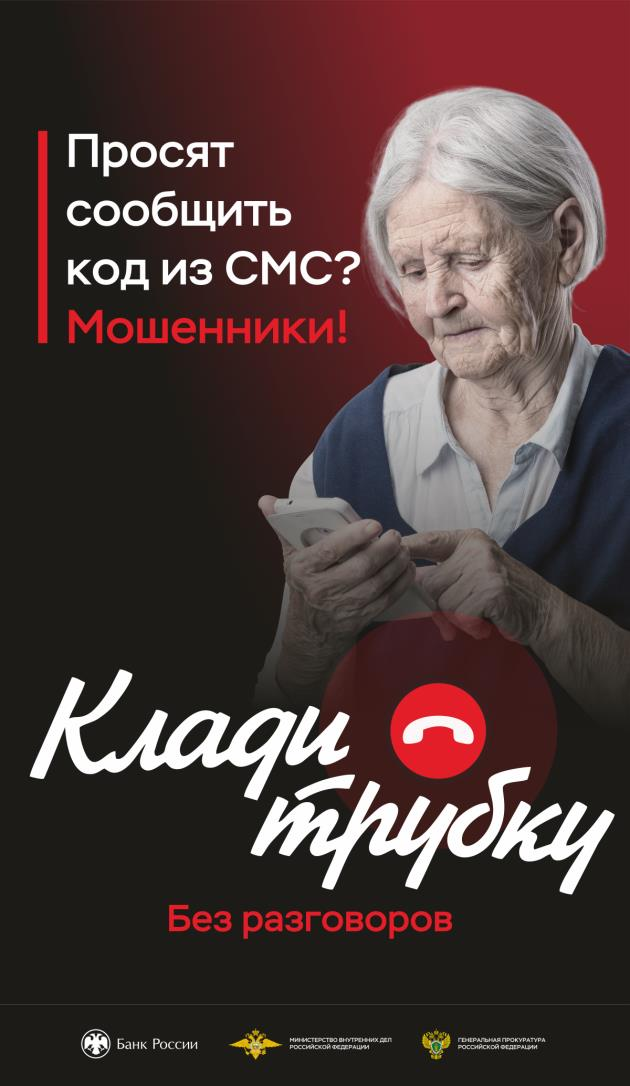 Просят
сообщить
код из СМС?
Мошенники!
Клади
трубку
Без разговоров
Банк России
МИНИСТЕРСТВО ВНУТРЕННИХ ДЕЛ
РОССИЙСКОЙ ФЕДЕРАЦИИ
ГЕНЕРАЛЬНАЯ ПРОКУРАТУРА
РОССИЙСКОЙ ФЕДЕРАЦИИ